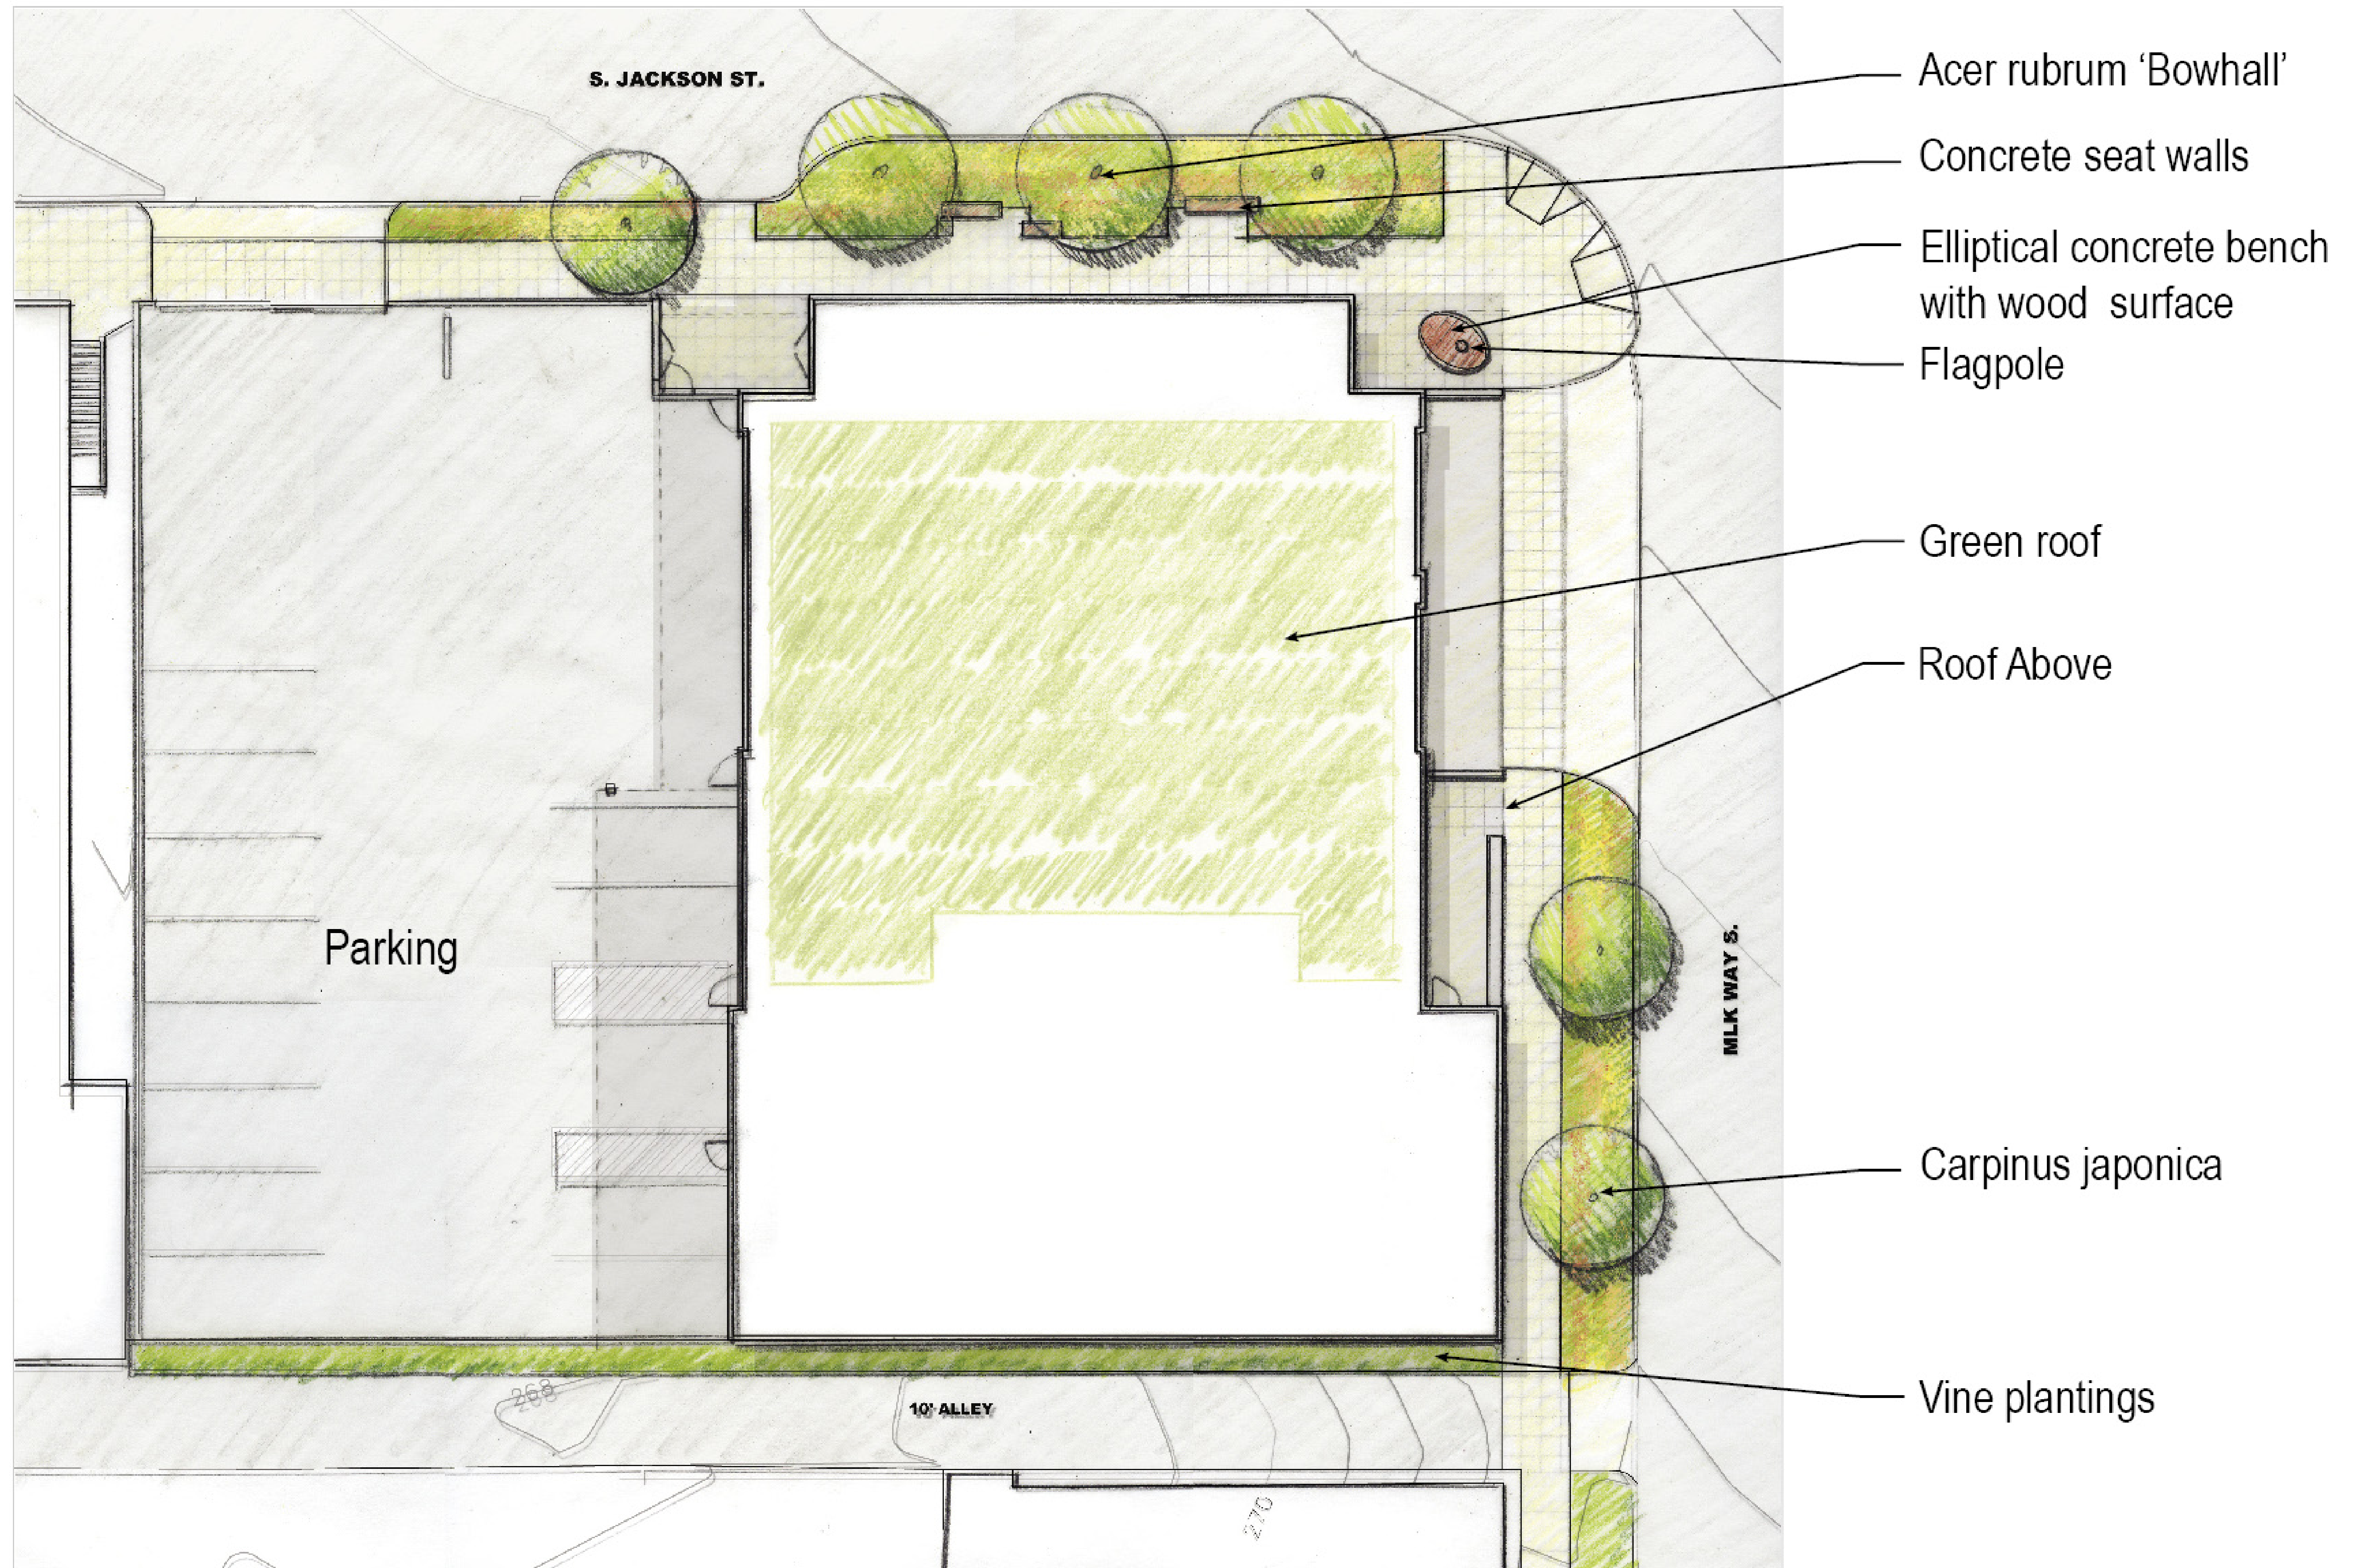 S. JACKSON ST.
Acer rubrum ‘Bowhall’
Concrete seat walls
Elliptical concrete bench
with wood surface
Flagpole
Green roof
Roof Above
Parking
MLK WAY S.
Carpinus japonica
Vine plantings
268
10' ALLEY
270